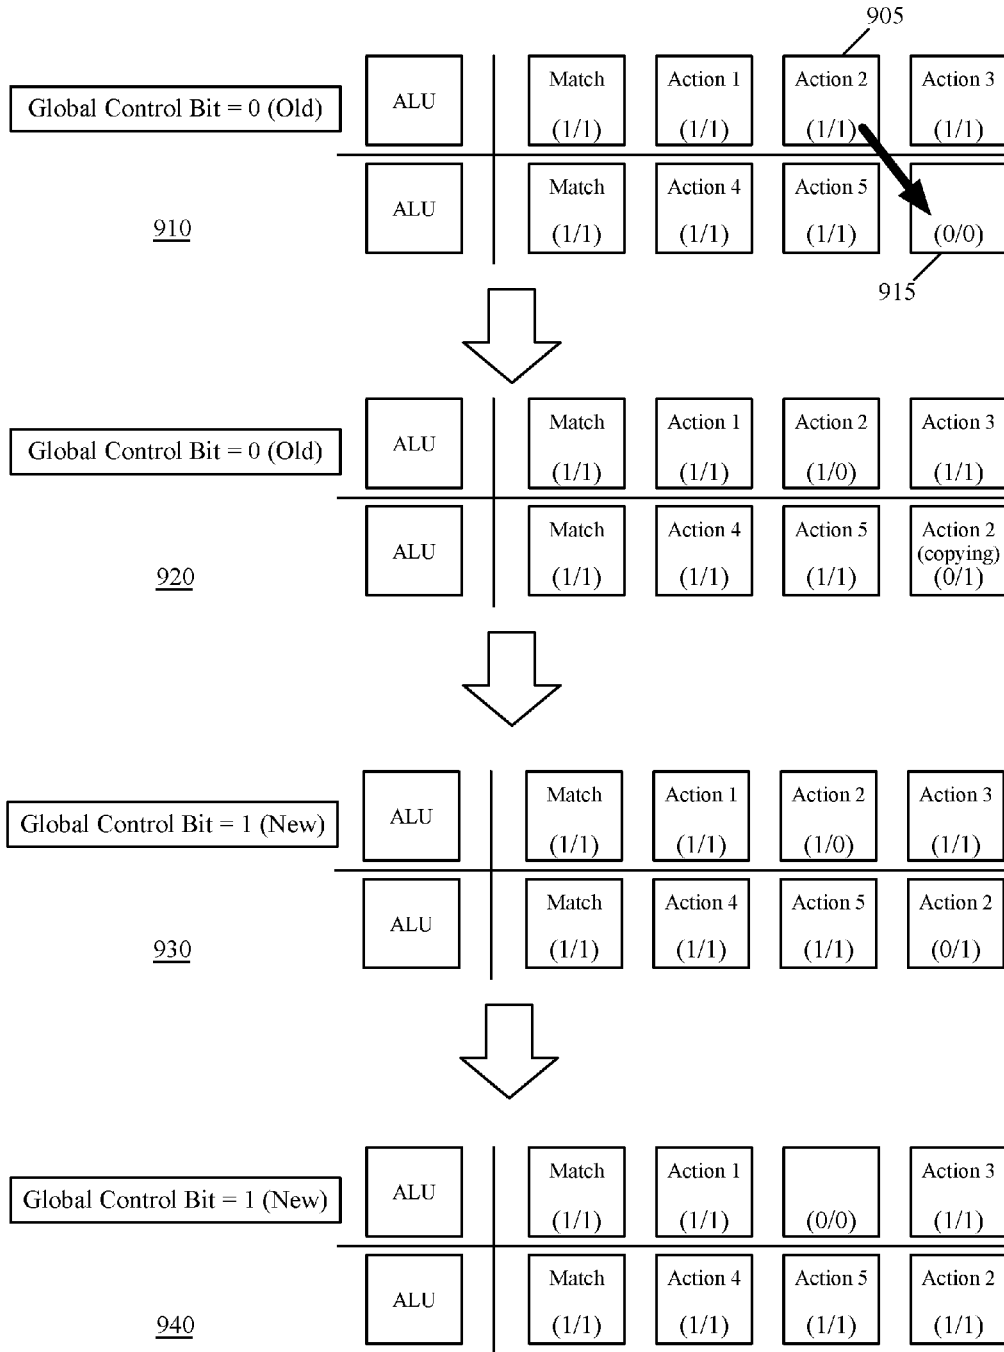 905
Global Control Bit = 0 (Old)
ALU
Match
(1/1)
Action 1
(1/1)
Action 2
(1/1)
Action 3
(1/1)
910
ALU
Match
(1/1)
Action 4
(1/1)
Action 5
(1/1)
(0/0)
915
Global Control Bit = 0 (Old)
ALU
Match
(1/1)
Action 1
(1/1)
Action 2
(1/0)
Action 3
(1/1)
920
ALU
Match
(1/1)
Action 4
(1/1)
Action 5
(1/1)
Action 2
(copying)
(0/1)
Global Control Bit = 1 (New)
ALU
Match
(1/1)
Action 1
(1/1)
Action 2
(1/0)
Action 3
(1/1)
930
ALU
Match
(1/1)
Action 4
(1/1)
Action 5
(1/1)
Action 2
(0/1)
Global Control Bit = 1 (New)
ALU
Match
(1/1)
Action 1
(1/1)
(0/0)
Action 3
(1/1)
940
ALU
Match
(1/1)
Action 4
(1/1)
Action 5
(1/1)
Action 2
(1/1)